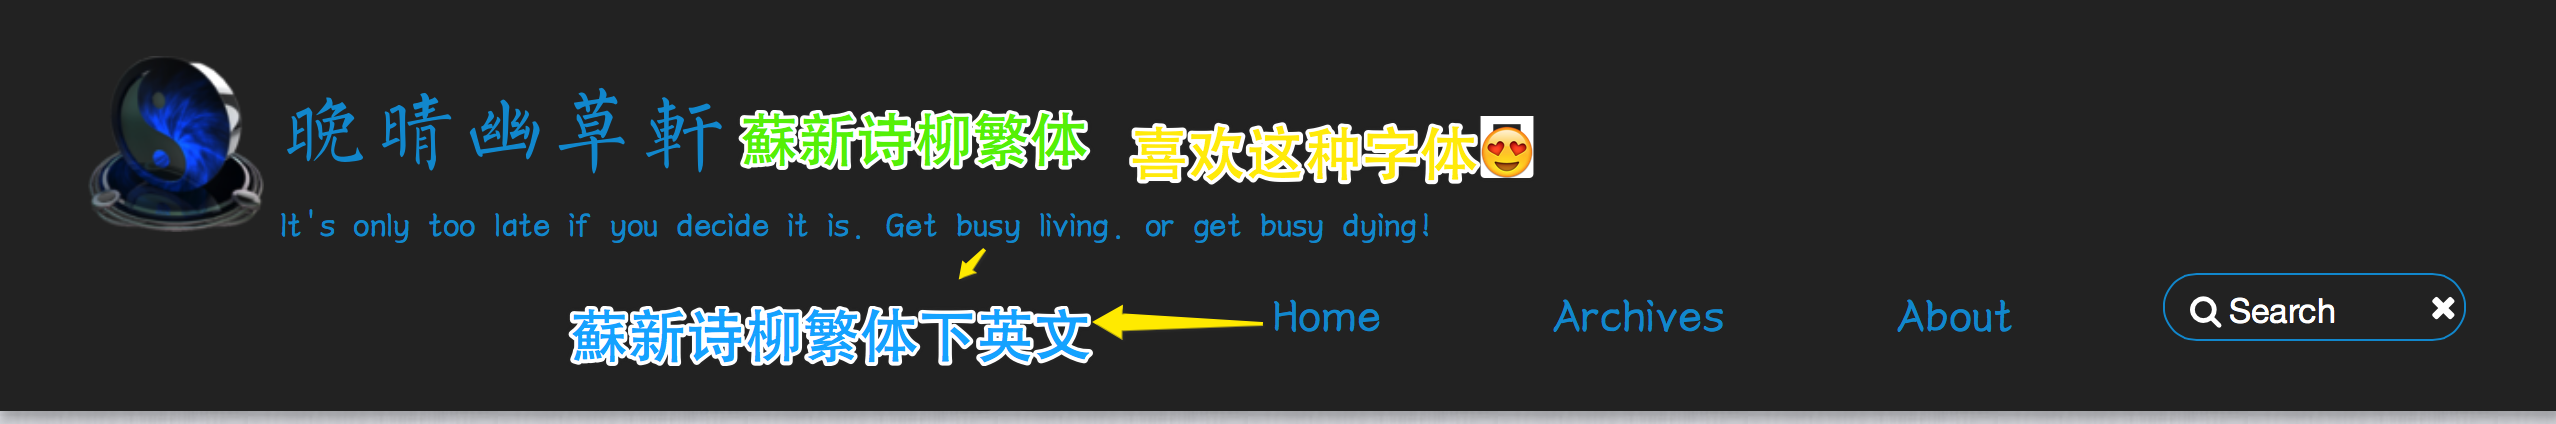 晚晴幽草軒 蘇新诗柳繁体 喜欢这种字体😍
It's only too late if you decide it is. Get busy living. or get busy dying!
蘇新诗柳繁体下英文 Home Archives About Search